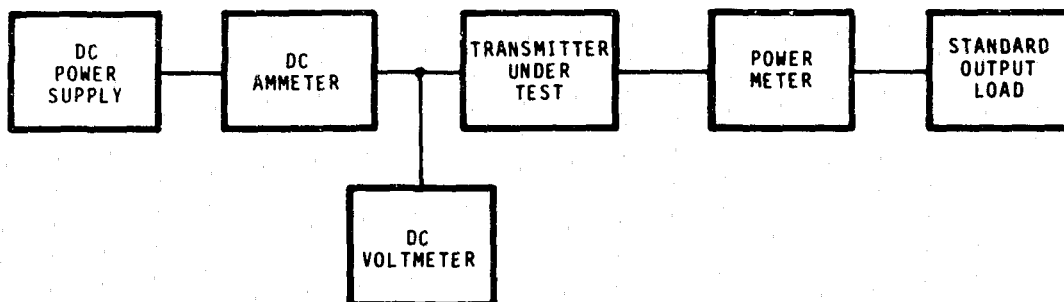 DC
POWER
SUPPLY
DC
AMMETER
TRANSMITTER
UNDER
TEST
POWER
METER
STANDARD
OUTPUT
LOAD
DC
VOLTMETER